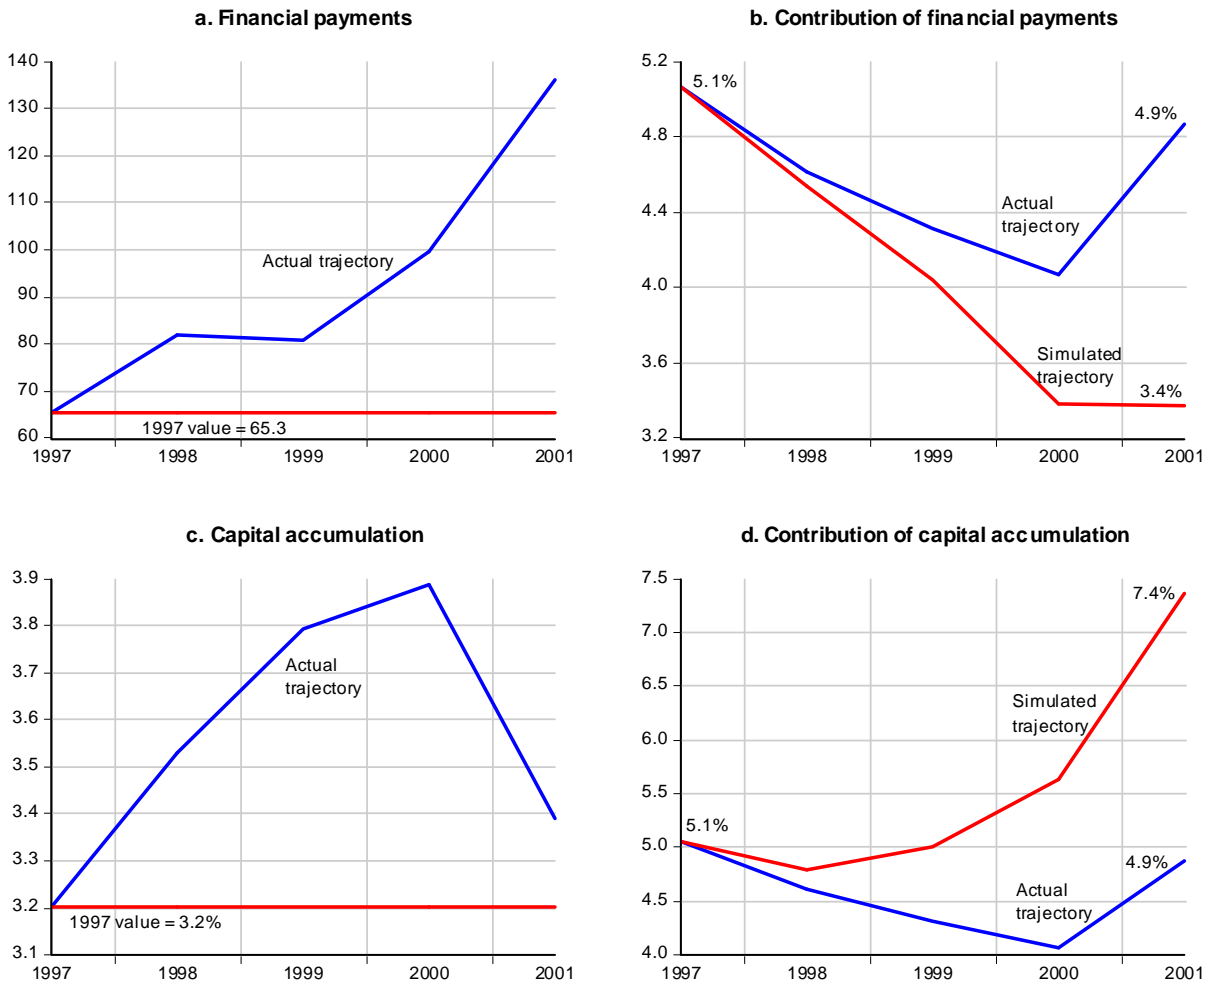 a. Financial payments
140
130
120
110
100
90
80
70
60
Actual trajectory
1997 value = 65.3
1997 1998 1999 2000 2001
b. Contribution of financial payments
5.2
4.8
4.4
4.0
3.6
3.2
5.1%
4.9%
Actual
trajectory
Simulated
trajectory
3.4%
1997 1998 1999 2000 2001
c. Capital accumulation
3.9
3.8
3.7
3.6
3.5
3.4
3.3
3.2
3.1
Actual
trajectory
1997 value = 3.2%
1997 1998 1999 2000 2001
d. Contribution of capital accumulation
7.5
7.0
6.5
6.0
5.5
5.0
4.5
4.0
7.4%
Simulated
trajectory
5.1%
4.9%
Actual
trajectory
1997 1998 1999 2000 2001